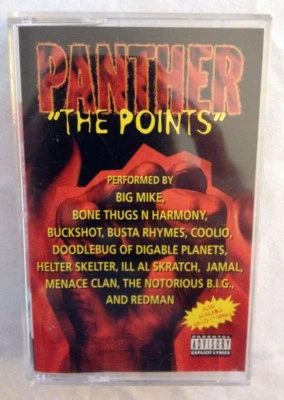 PANTHER
"THE POINTS"
PERFORMED BY
BIG MIKE,
BONE THUGS N HARMONY,
BUCKSHOT, BUSTA RHYMES, COOLIO,
DOODLEBUG OF DIGABLE PLANETS,
HELTER SKELTER, ILL AL SKRATCH, JAMAL,
MENACE CLAN, THE NOTORIOUS B.I.G.,
AND REDMAN
PARENTAL
ADVISORY
EXPLICIT LYRICS